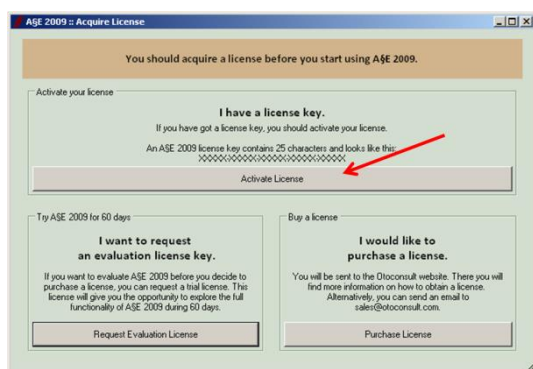 A§E 2009 :: Acquire License
You should acquire a license before you start using A§E 2009.
Activate your license
I have a license key.
If you have got a license key, you should activate your license.
An A§E 2009 license key contains 25 characters and looks like this:
XXXXX-XXXXX-XXXXX-XXXXX-XXXXX
Activate License
Try A§E 2009 for 60 days
I want to request
an evaluation license key.
If you want to evaluate A§E 2009 before you decide to
purchase a license, you can request a trial license. This
license will give you the opportunity to explore the full
functionality of A§E 2009 during 60 days.
Request Evaluation License
Buy a license
I would like to
purchase a license.
You will be sent to the Otoconsult website. There you will
find more information on how to obtain a license.
Alternatively, you can send an email to
sales@otoconsult.com.
Purchase License